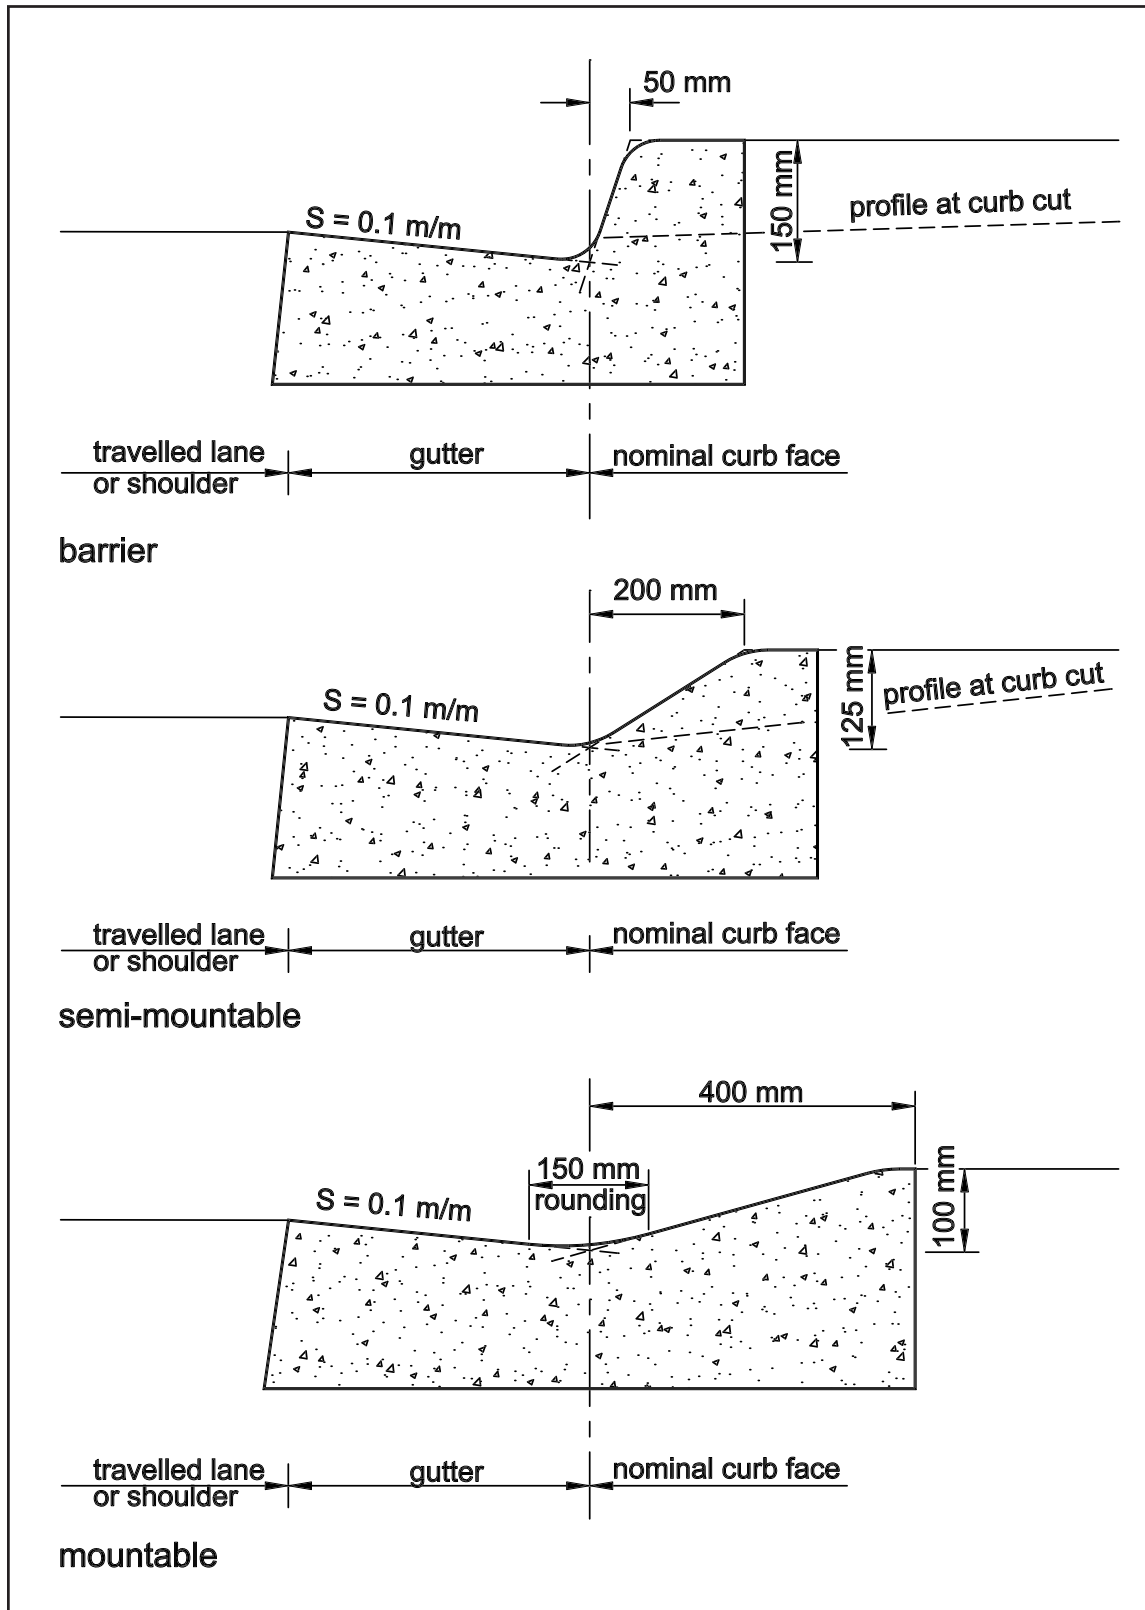 50 mm
150 mm
profile at curb cut
S = 0.1 m/m
travelled lane
or shoulder
gutter
nominal curb face
barrier
200 mm
125 mm
profile at curb cut
S = 0.1 m/m
travelled lane
or shoulder
gutter
nominal curb face
semi-mountable
400 mm
150 mm
rounding
100 mm
S = 0.1 m/m
travelled lane
or shoulder
gutter
nominal curb face
mountable